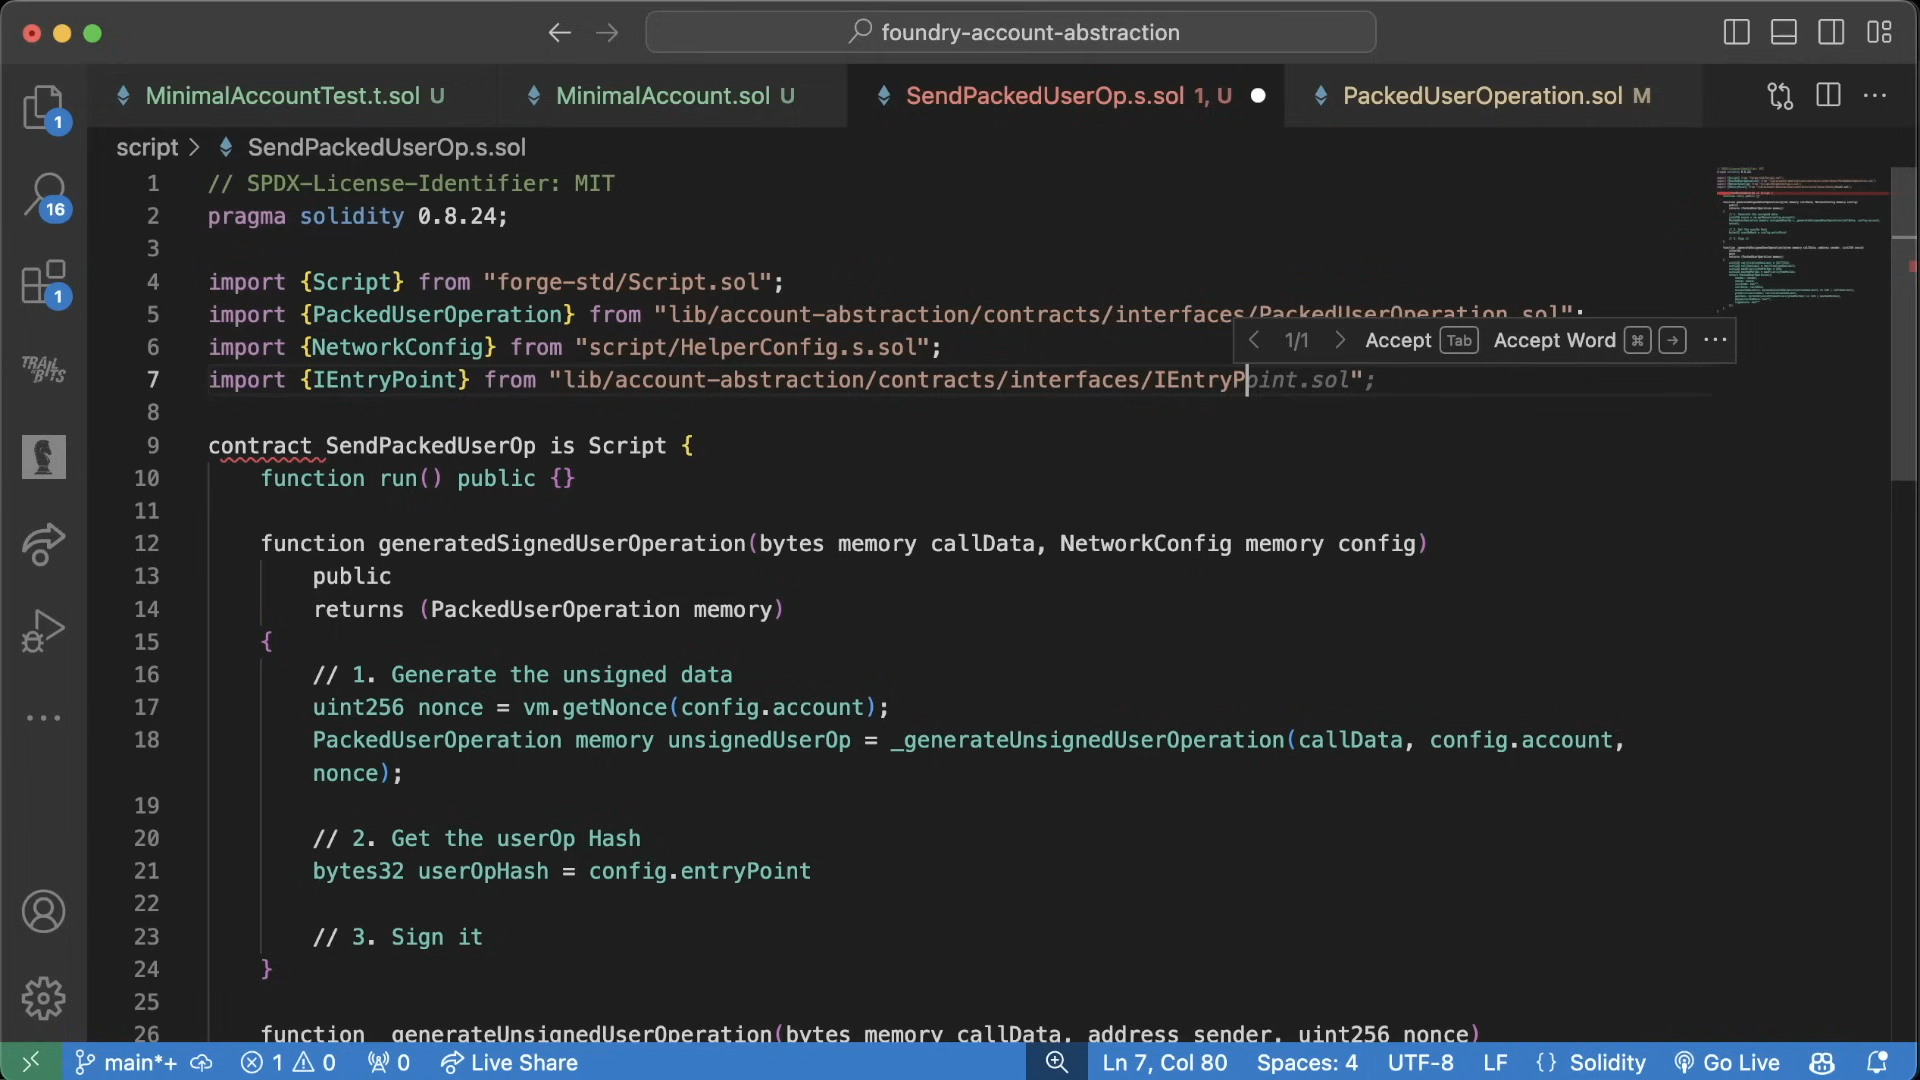 foundry-account-abstraction
MinimalAccountTest.t.sol U
MinimalAccount.sol U
SendPackedUserOp.s.sol 1, U
PackedUserOperation.sol M
script > SendPackedUserOp.s.sol
1 // SPDX-License-Identifier: MIT
2 pragma solidity 0.8.24;
3
4 import {Script} from "forge-std/Script.sol";
5 import {PackedUserOperation} from "lib/account-abstraction/contracts/interfaces/PackedUserOperation.sol";
< 1/1 > Accept Tab Accept Word ⌘ → ...
6 import {NetworkConfig} from "script/HelperConfig.s.sol";
7 import {IEntryPoint} from "lib/account-abstraction/contracts/interfaces/IEntryPoint.sol";
8
9 contract SendPackedUserOp is Script {
10 function run() public {}
11
12 function generatedSignedUserOperation(bytes memory callData, NetworkConfig memory config)
13 public
14 returns (PackedUserOperation memory)
15 {
16 // 1. Generate the unsigned data
17 uint256 nonce = vm.getNonce(config.account);
18 PackedUserOperation memory unsignedUserOp = _generateUnsignedUserOperation(callData, config.account,
nonce);
19
20 // 2. Get the userOp Hash
21 bytes32 userOpHash = config.entryPoint
22
23 // 3. Sign it
24 }
25
26 function _generateUnsignedUserOperation(bytes memory callData, address sender, uint256 nonce)
1
16
1
TRAIL OF BITS
main*+ 1 0 0 Live Share Ln 7, Col 80 Spaces: 4 UTF-8 LF {} Solidity Go Live